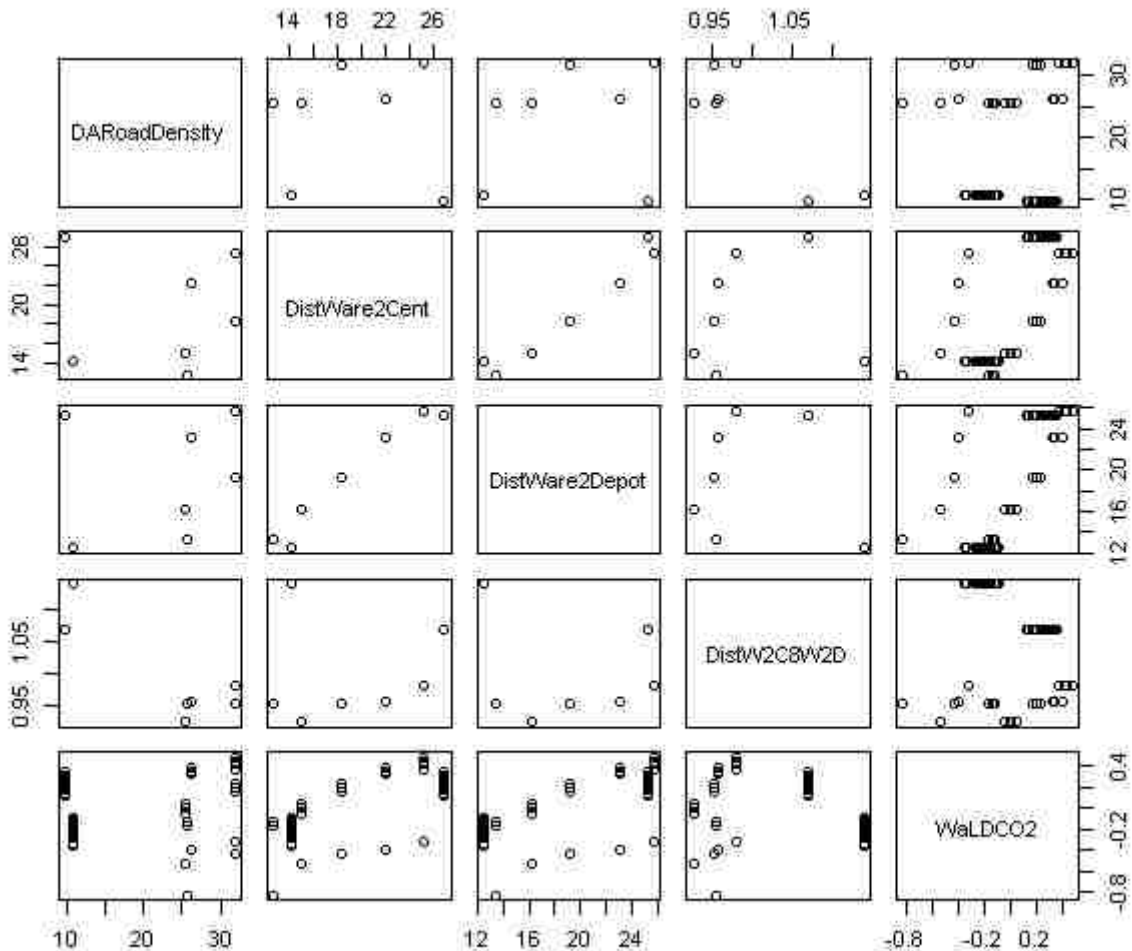 14 18 22 26
0.95 1.05
DARoadDensity
10 20 30
14 20 28
DistWare2Cent
DistWare2Depot
12 16 20 24
0.95 1.05
DistW2C8W2D
WaLDCO2
-0.8 -0.2 0.4
10 20 30
12 16 20 24
-0.8 -0.2 0.2